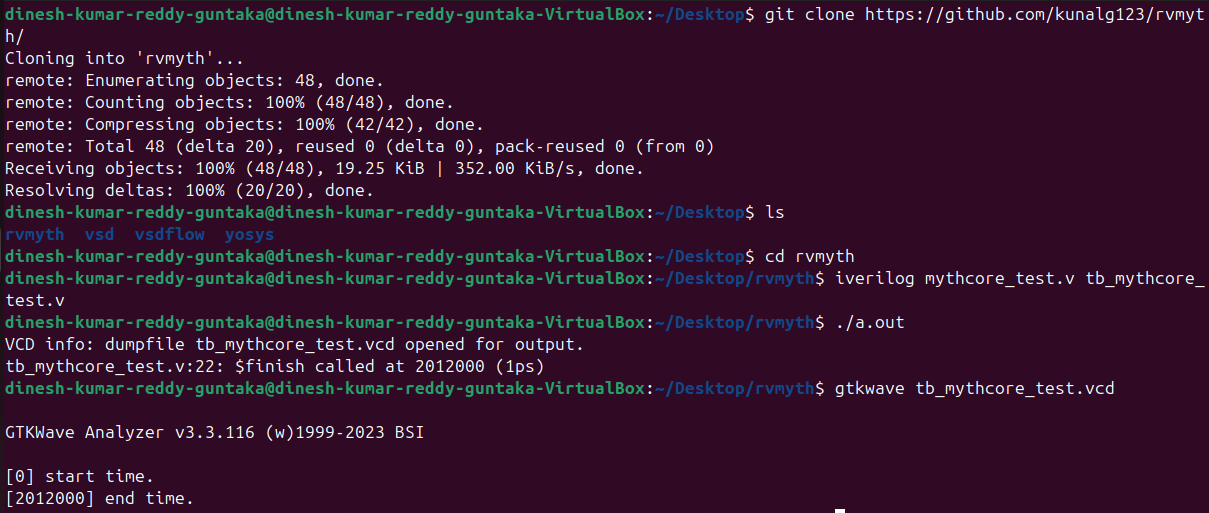 dinesh-kumar-reddy-guntaka@dinesh-kumar-reddy-guntaka-VirtualBox:~/Desktop$ git clone https://github.com/kunalg123/rvmyt
h/
Cloning into 'rvmyth'...
remote: Enumerating objects: 48, done.
remote: Counting objects: 100% (48/48), done.
remote: Compressing objects: 100% (42/42), done.
remote: Total 48 (delta 20), reused 0 (delta 0), pack-reused 0 (from 0)
Receiving objects: 100% (48/48), 19.25 KiB | 352.00 KiB/s, done.
Resolving deltas: 100% (20/20), done.
dinesh-kumar-reddy-guntaka@dinesh-kumar-reddy-guntaka-VirtualBox:~/Desktop$ ls
rvmyth  vsd  vsdflow  yosys
dinesh-kumar-reddy-guntaka@dinesh-kumar-reddy-guntaka-VirtualBox:~/Desktop$ cd rvmyth
dinesh-kumar-reddy-guntaka@dinesh-kumar-reddy-guntaka-VirtualBox:~/Desktop/rvmyth$ iverilog mythcore_test.v tb_mythcore_
test.v
dinesh-kumar-reddy-guntaka@dinesh-kumar-reddy-guntaka-VirtualBox:~/Desktop/rvmyth$ ./a.out
VCD info: dumpfile tb_mythcore_test.vcd opened for output.
tb_mythcore_test.v:22: $finish called at 2012000 (1ps)
dinesh-kumar-reddy-guntaka@dinesh-kumar-reddy-guntaka-VirtualBox:~/Desktop/rvmyth$ gtkwave tb_mythcore_test.vcd
GTKWave Analyzer v3.3.116 (w)1999-2023 BSI
[0] start time.
[2012000] end time.